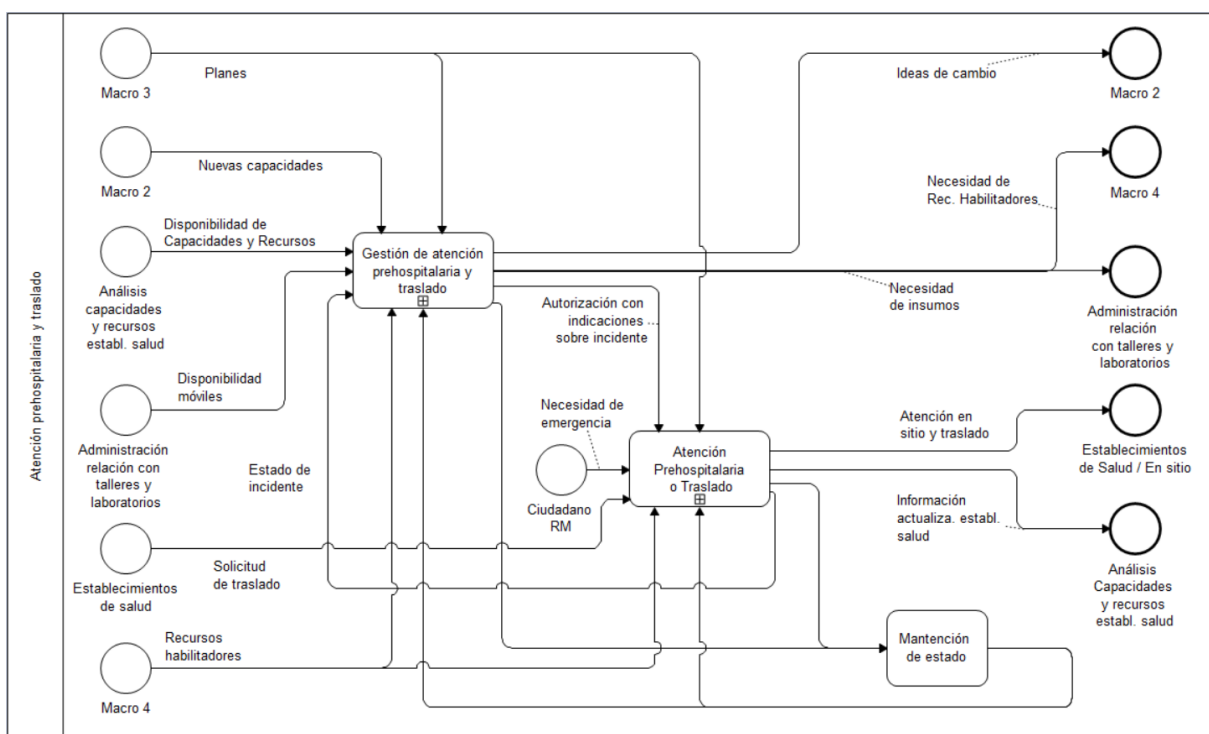 Atención prehospitalaria y traslado
Macro 3
Planes
Macro 2
Nuevas capacidades
Disponibilidad de
Capacidades y Recursos
Análisis
capacidades
y recursos
establ. salud
Disponibilidad
móviles
Administración
relación con
talleres y
laboratorios
Estado de
incidente
Establecimientos
de salud
Solicitud
de traslado
Recursos
habilitadores
Macro 4
Gestión de atención
prehospitalaria y
traslado
Autorización con
indicaciones
sobre incidente
Necesidad de
emergencia
Ciudadano
RM
Atención
Prehospitalaria
o Traslado
Mantención
de estado
Ideas de cambio
Macro 2
Necesidad de
Rec. Habilitadores
Macro 4
Necesidad
de insumos
Administración
relación
con talleres y
laboratorios
Atención en
sitio y traslado
Establecimientos
de Salud / En sitio
Información
actualiza. establ.
salud
Análisis
Capacidades
y recursos
establ. salud